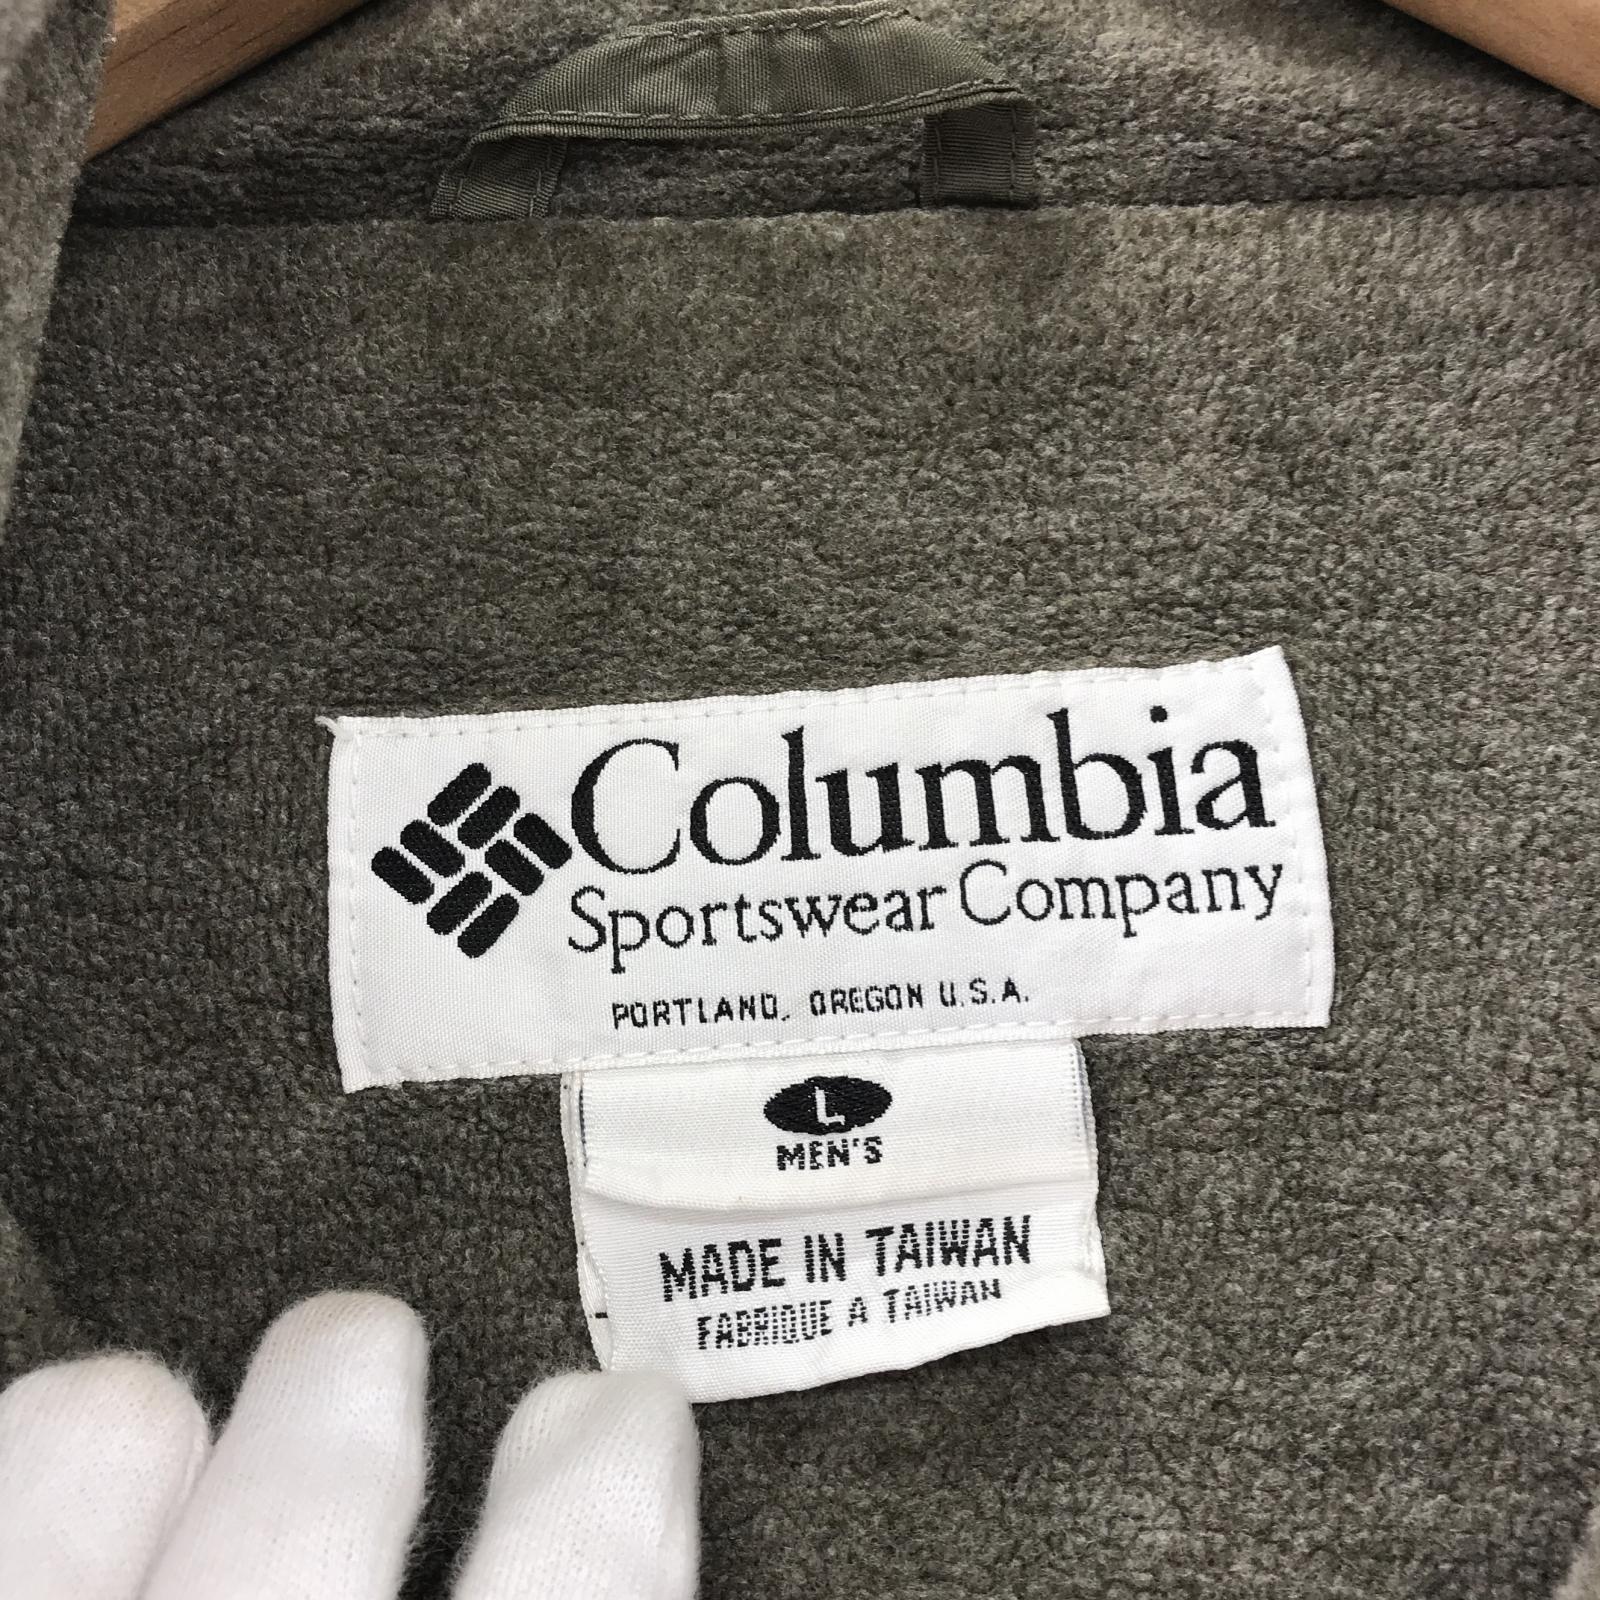 Columbia
Sportswear Company
PORTLAND, OREGON U.S.A.
L
MEN'S
MADE IN TAIWAN
FABRIQUE A TAIWAN